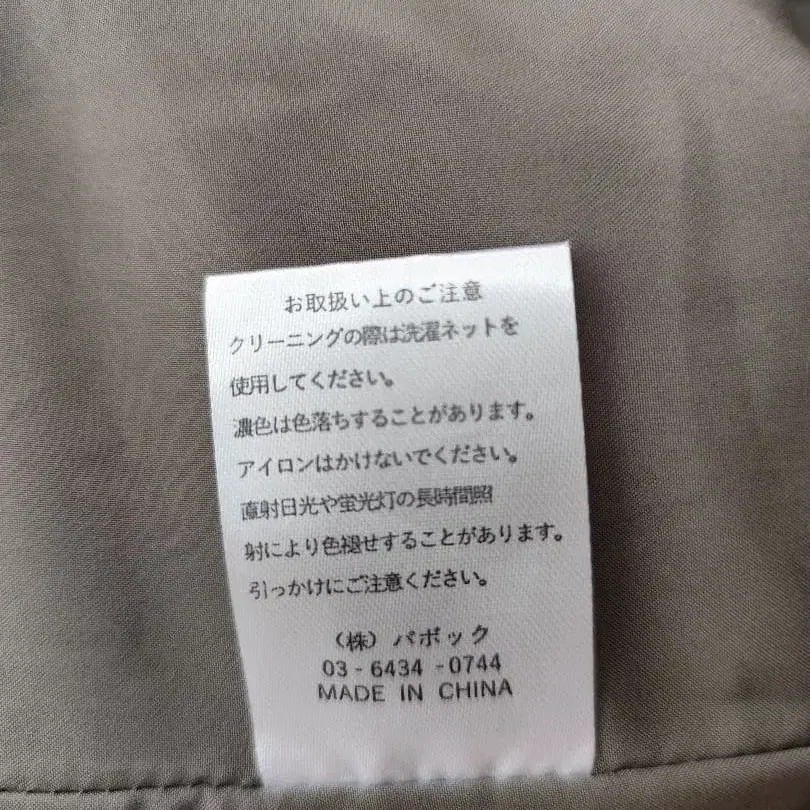 お取扱い上のご注意
クリーニングの際は洗濯ネットを
使用してください。
濃色は色落ちすることがあります。
アイロンはかけないでください。
直射日光や蛍光灯の長時間照
射により色褪せすることがあります。
引っかけにご注意ください。
（株）パボック
03-6434-0744
MADE IN CHINA